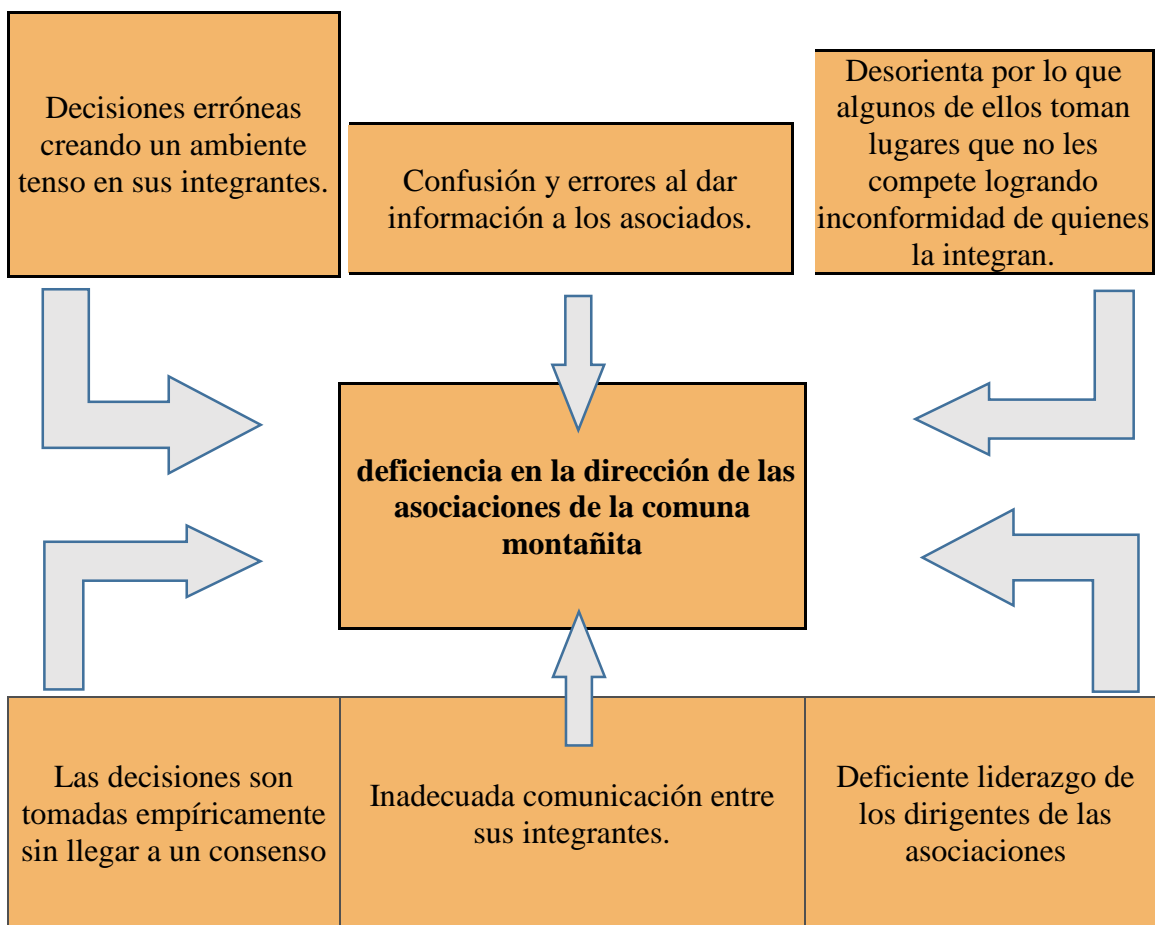 Decisiones erróneas
creando un ambiente
tenso en sus integrantes.
Confusión y errores al dar
información a los asociados.
Desorienta por lo que
algunos de ellos toman
lugares que no les
compete logrando
inconformidad de quienes
la integran.
deficiencia en la dirección de las
asociaciones de la comuna
montañita
Las decisiones son
tomadas empíricamente
sin llegar a un consenso
Inadecuada comunicación entre
sus integrantes.
Deficiente liderazgo de
los dirigentes de las
asociaciones